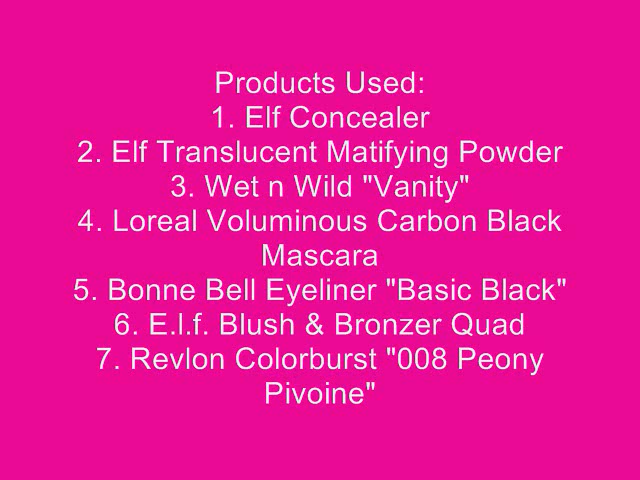 Products Used:
1. Elf Concealer
2. Elf Translucent Matifying Powder
3. Wet n Wild "Vanity"
4. Loreal Voluminous Carbon Black
Mascara
5. Bonne Bell Eyeliner "Basic Black"
6. E.l.f. Blush & Bronzer Quad
7. Revlon Colorburst "008 Peony
Pivoine"